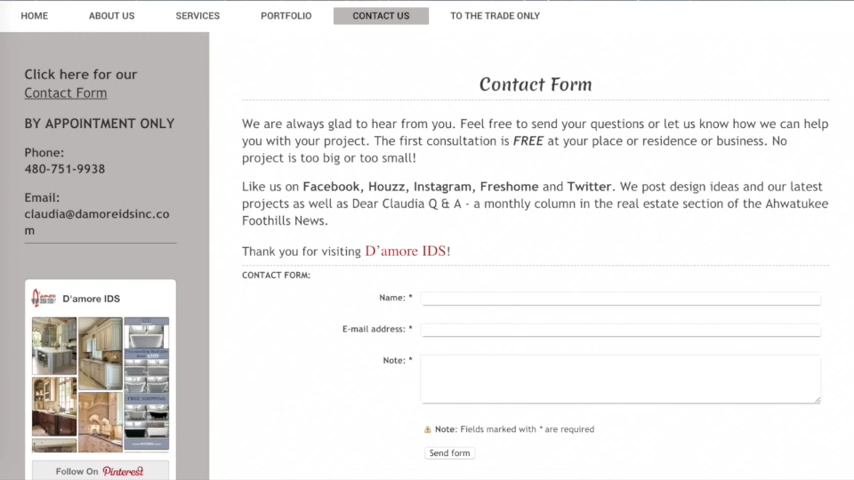 HOME ABOUT US SERVICES PORTFOLIO CONTACT US TO THE TRADE ONLY
Click here for our
Contact Form
BY APPOINTMENT ONLY
Phone:
480-751-9938
Email:
claudia@damoreidsinc.co
m
D'amore IDS
FREE SHIPPING
Follow On Pinterest
Contact Form
We are always glad to hear from you. Feel free to send your questions or let us know how we can help
you with your project. The first consultation is FREE at your place or residence or business. No
project is too big or too small!
Like us on Facebook, Houzz, Instagram, Freshome and Twitter. We post design ideas and our latest
projects as well as Dear Claudia Q & A - a monthly column in the real estate section of the Ahwatukee
Foothills News.
Thank you for visiting D'amore IDS!
CONTACT FORM:
Name: *
E-mail address: *
Note: *
Note: Fields marked with * are required
Send form